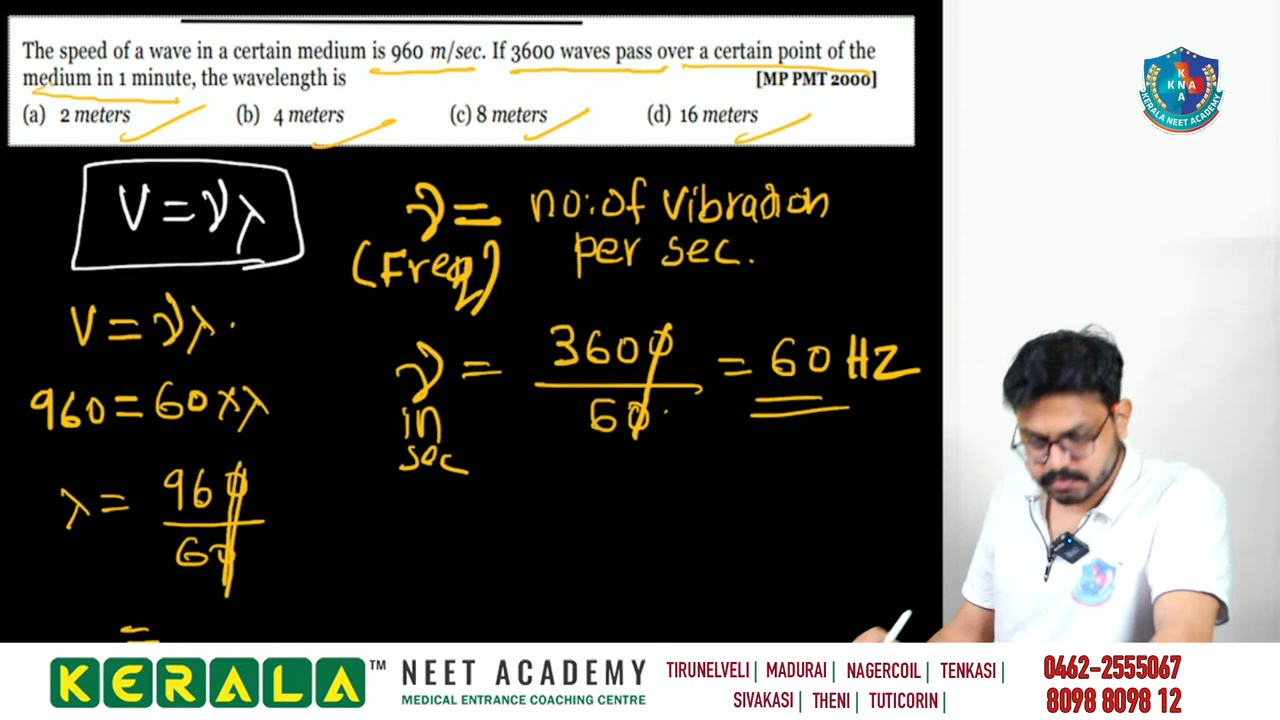 The speed of a wave in a certain medium is 960 m/sec. If 3600 waves pass over a certain point of the
medium in 1 minute, the wavelength is [MP PMT 2000]
(a) 2 meters (b) 4 meters (c) 8 meters (d) 16 meters
V = νλ
ν = no: of vibration
(Freq) per sec.
V = νλ.
960 = 60×λ
λ = 960
60
=
ν = 3600 = 60 Hz
in 60
sec
K
K N A
A
KERALA NEET ACADEMY
KERALA™ NEET ACADEMY
MEDICAL ENTRANCE COACHING CENTRE
TIRUNELVELI | MADURAI | NAGERCOIL | TENKASI |
SIVAKASI | THENI | TUTICORIN |
0462-2555067
8098 8098 12